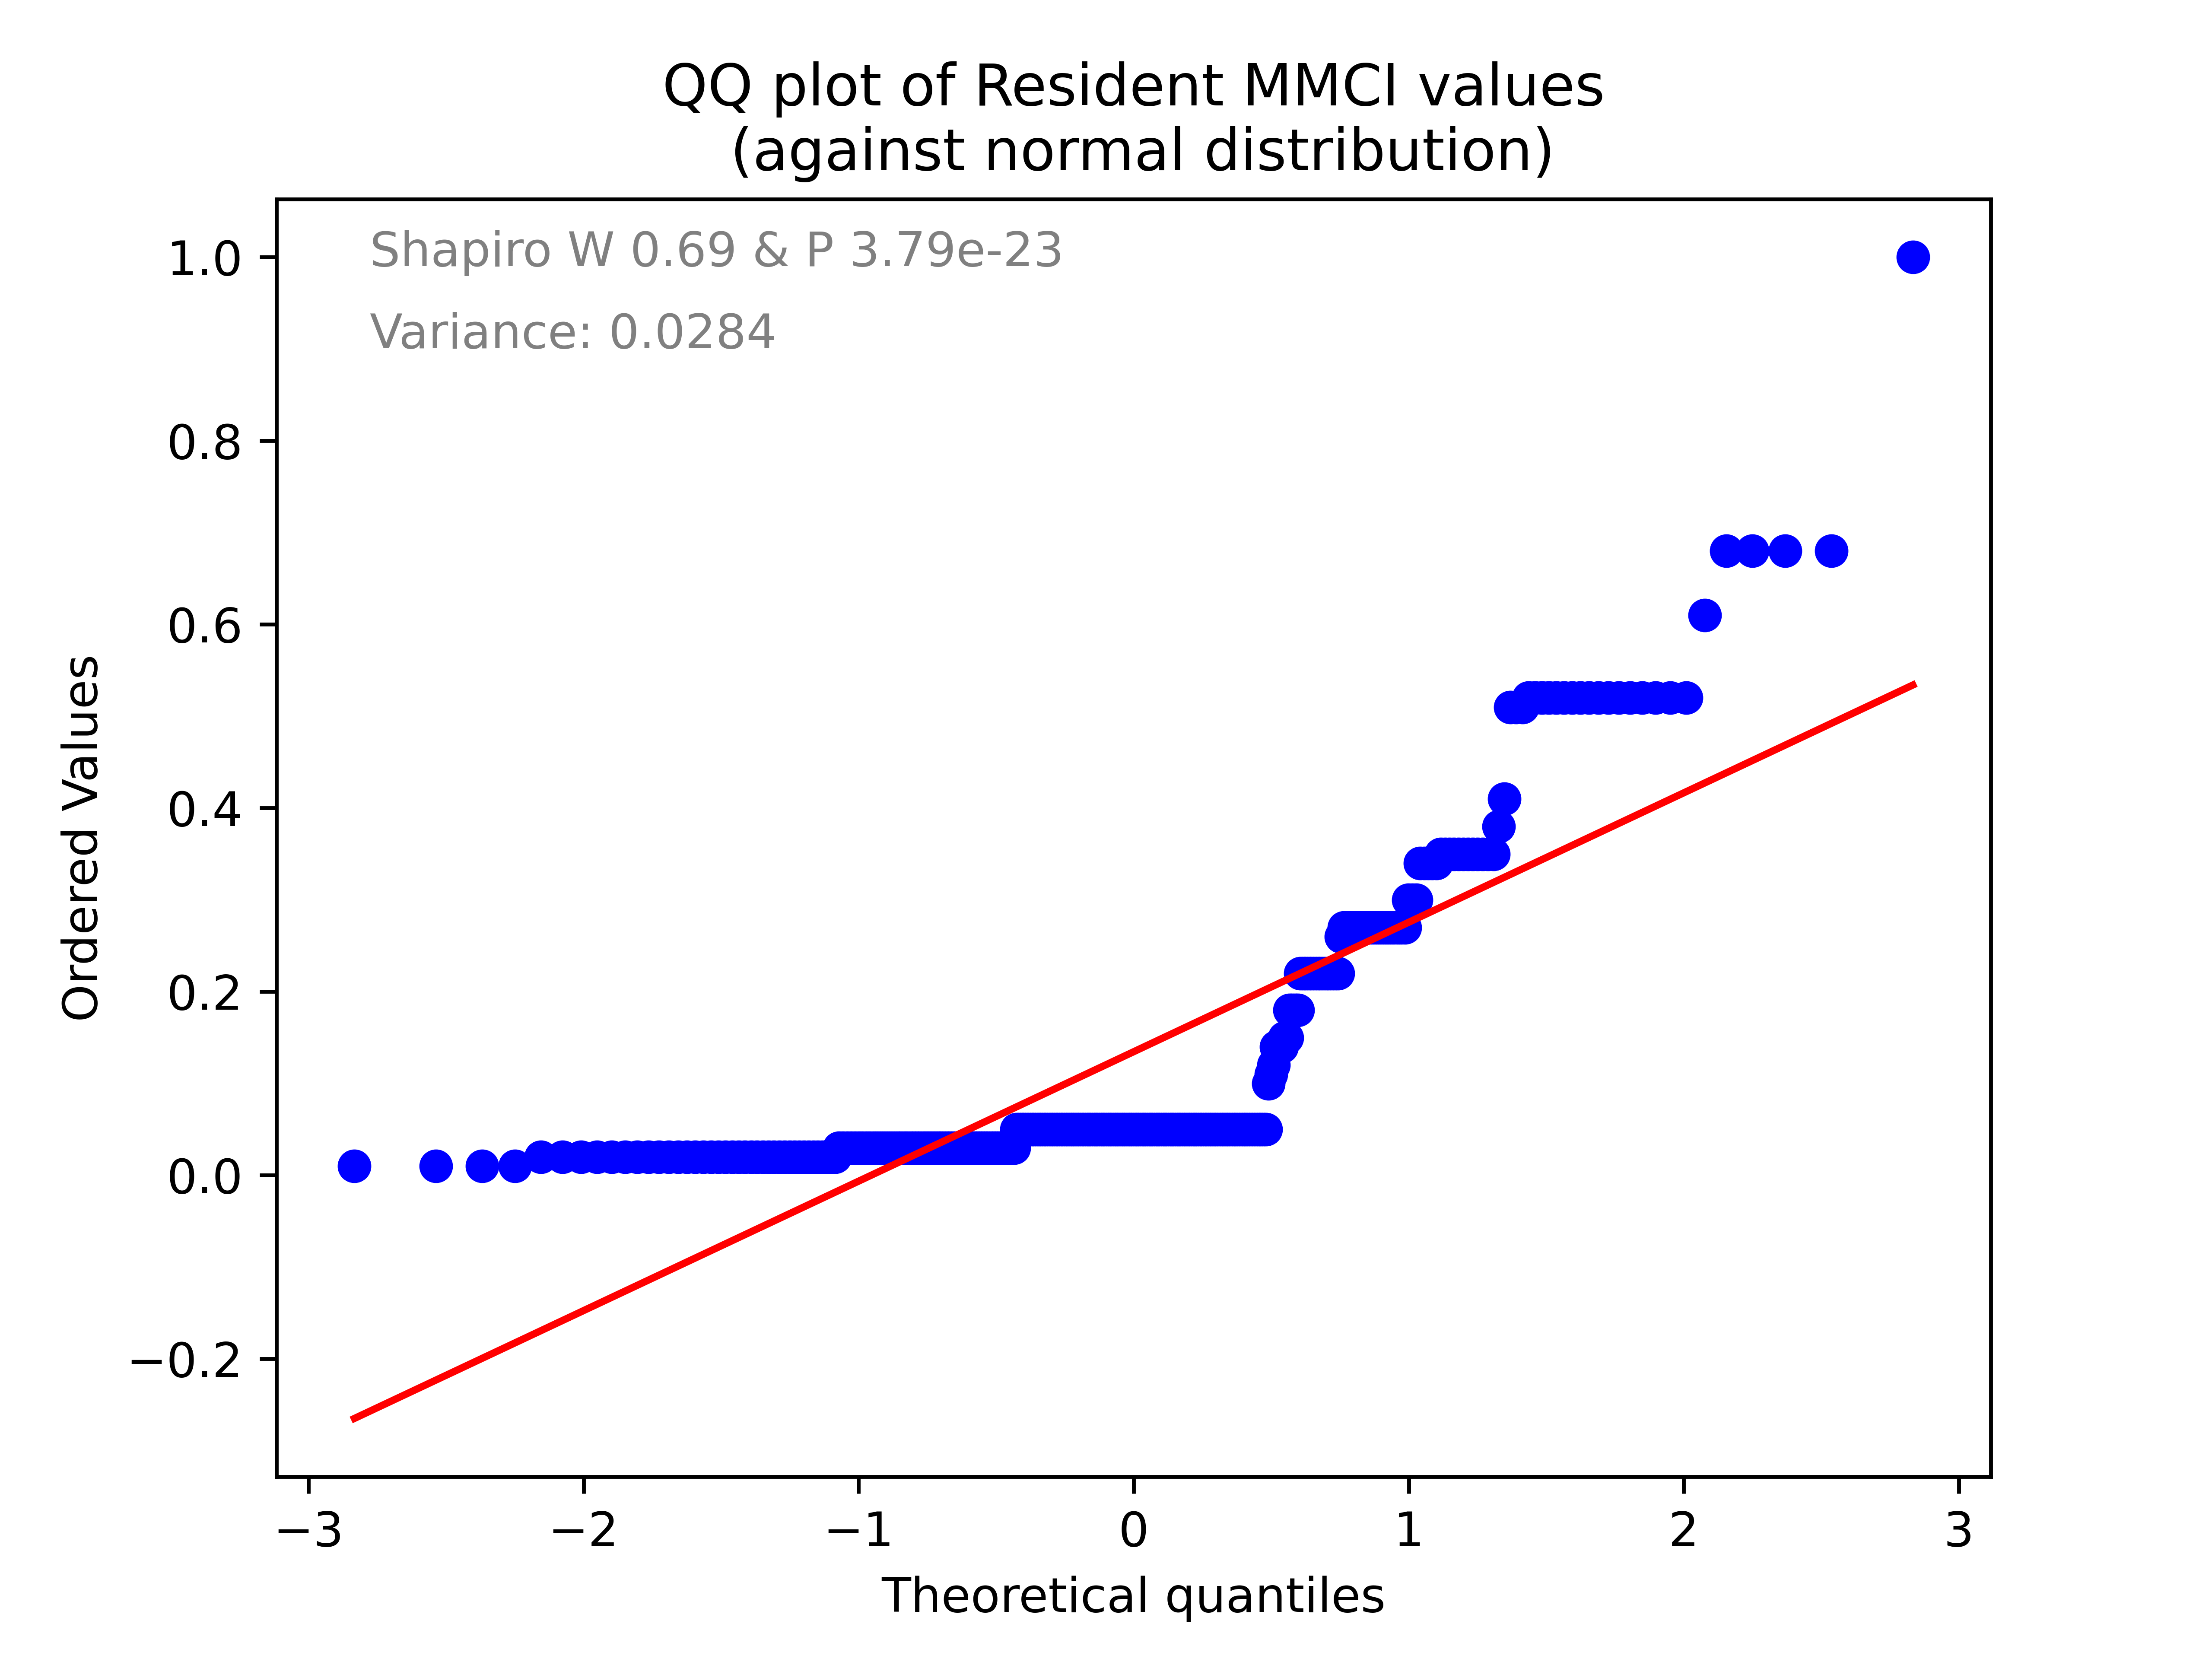 QQ plot of Resident MMCI values
(against normal distribution)
Shapiro W 0.69 & P 3.79e-23
Variance: 0.0284
1.0
0.8
0.6
0.4
0.2
0.0
−0.2
Ordered Values
−3 −2 −1 0 1 2 3
Theoretical quantiles